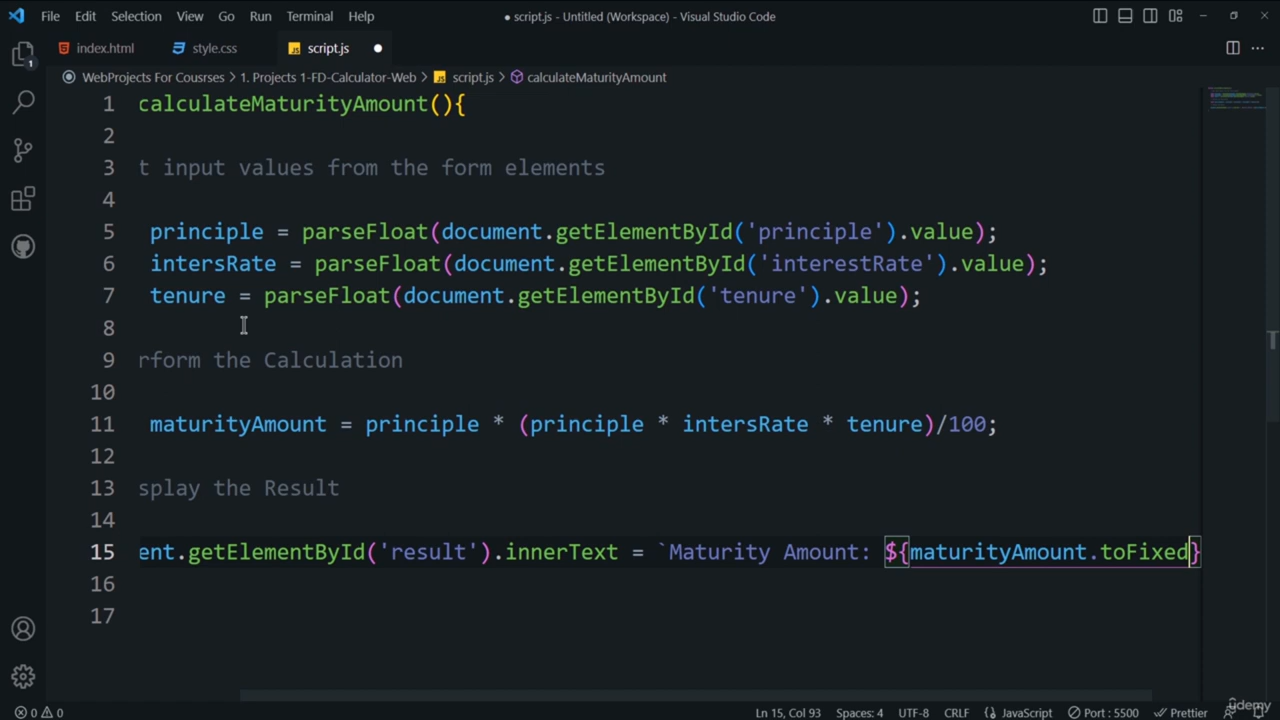 File Edit Selection View Go Run Terminal Help
● script.js - Untitled (Workspace) - Visual Studio Code
index.html style.css JS script.js
WebProjects For Cousrses > 1. Projects 1-FD-Calculator-Web > JS script.js > calculateMaturityAmount
1 calculateMaturityAmount(){
2
3 t input values from the form elements
4
5 principle = parseFloat(document.getElementById('principle').value);
6 intersRate = parseFloat(document.getElementById('interestRate').value);
7 tenure = parseFloat(document.getElementById('tenure').value);
8
9 rform the Calculation
10
11 maturityAmount = principle * (principle * intersRate * tenure)/100;
12
13 splay the Result
14
15 ent.getElementById('result').innerText = `Maturity Amount: ${maturityAmount.toFixed}
16
17
1
0 0 Ln 15, Col 93 Spaces: 4 UTF-8 CRLF {} JavaScript Port : 5500 Prettier
ûdemy